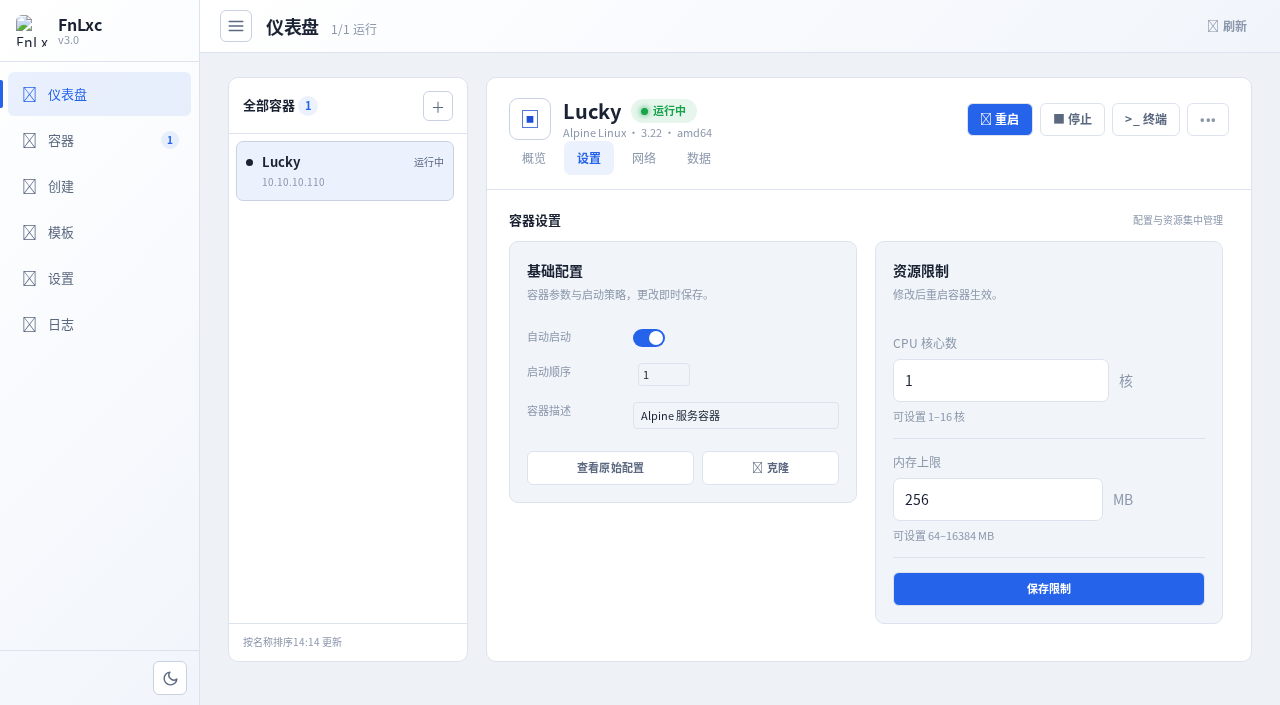 FnLxc
v3.0
仪表盘
容器
1
创建
模板
设置
日志
仪表盘 1/1 运行
刷新
全部容器 1
Lucky 运行中
10.10.10.110
按名称排序14:14 更新
Lucky 运行中
Alpine Linux · 3.22 · amd64
重启
停止
>_ 终端
概览 设置 网络 数据
容器设置
配置与资源集中管理
基础配置
容器参数与启动策略，更改即时保存。
自动启动
启动顺序 1
容器描述 Alpine 服务容器
查看原始配置 克隆
资源限制
修改后重启容器生效。
CPU 核心数
1 核
可设置 1–16 核
内存上限
256 MB
可设置 64–16384 MB
保存限制